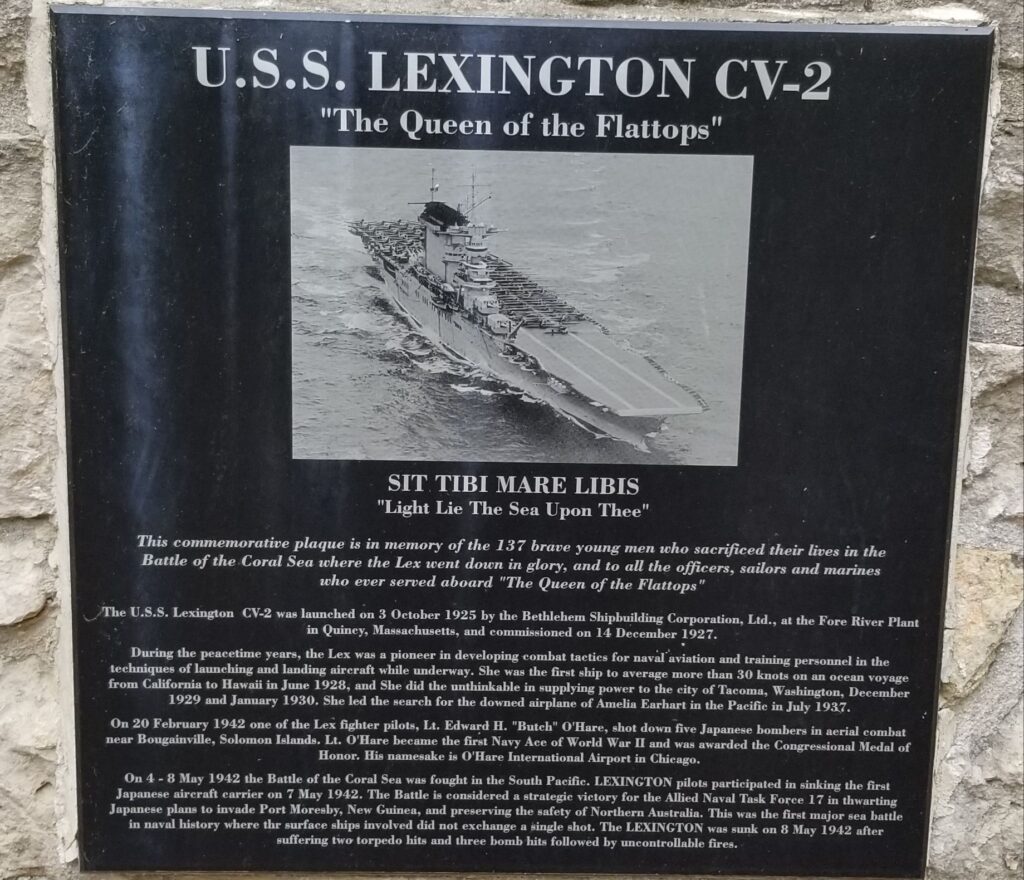 U.S.S. LEXINGTON CV-2
"The Queen of the Flattops"
SIT TIBI MARE LIBIS
"Light Lie The Sea Upon Thee"
This commemorative plaque is in memory of the 137 brave young men who sacrificed their lives in the
Battle of the Coral Sea where the Lex went down in glory, and to all the officers, sailors and marines
who ever served aboard "The Queen of the Flattops"
The U.S.S. Lexington CV-2 was launched on 3 October 1925 by the Bethlehem Shipbuilding Corporation, Ltd., at the Fore River Plant
in Quincy, Massachusetts, and commissioned on 14 December 1927.
During the peacetime years, the Lex was a pioneer in developing combat tactics for naval aviation and training personnel in the
techniques of launching and landing aircraft while underway. She was the first ship to average more than 30 knots on an ocean voyage
from California to Hawaii in June 1928, and She did the unthinkable in supplying power to the city of Tacoma, Washington, December
1929 and January 1930. She led the search for the downed airplane of Amelia Earhart in the Pacific in July 1937.
On 20 February 1942 one of the Lex fighter pilots, Lt. Edward H. "Butch" O'Hare, shot down five Japanese bombers in aerial combat
near Bougainville, Solomon Islands. Lt. O'Hare became the first Navy Ace of World War II and was awarded the Congressional Medal of
Honor. His namesake is O'Hare International Airport in Chicago.
On 4 - 8 May 1942 the Battle of the Coral Sea was fought in the South Pacific. LEXINGTON pilots participated in sinking the first
Japanese aircraft carrier on 7 May 1942. The Battle is considered a strategic victory for the Allied Naval Task Force 17 in thwarting
Japanese plans to invade Port Moresby, New Guinea, and preserving the safety of Northern Australia. This was the first major sea battle
in naval history where thr surface ships involved did not exchange a single shot. The LEXINGTON was sunk on 8 May 1942 after
suffering two torpedo hits and three bomb hits followed by uncontrollable fires.